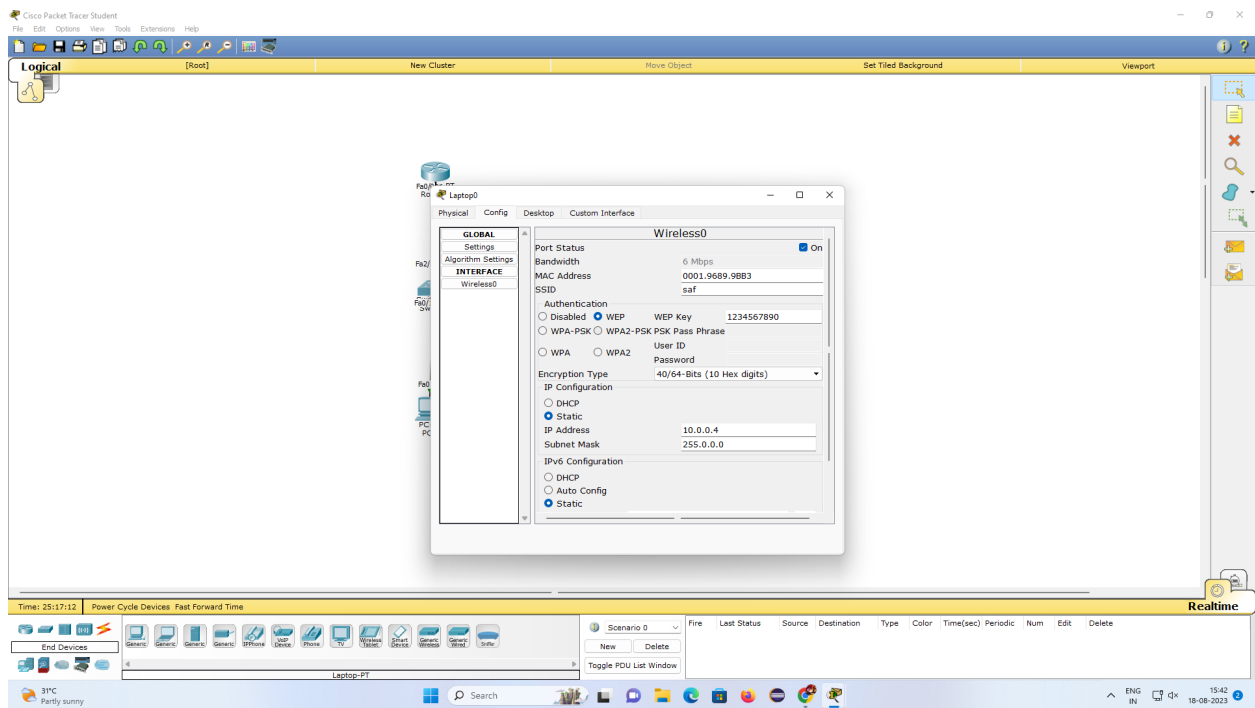 Cisco Packet Tracer Student
File Edit Options View Tools Extensions Help
Logical [Root] New Cluster Move Object Set Tiled Background Viewport
Fa0/
Ro
Fa2/
Fa0/
Fa0
PC
PC
Laptop0
Physical Config Desktop Custom Interface
GLOBAL
Settings
Algorithm Settings
INTERFACE
Wireless0
Wireless0
Port Status On
Bandwidth 6 Mbps
MAC Address 0001.9689.9BB3
SSID saf
Authentication
Disabled WEP WEP Key 1234567890
WPA-PSK WPA2-PSK PSK Pass Phrase
User ID
WPA WPA2
Password
Encryption Type 40/64-Bits (10 Hex digits)
IP Configuration
DHCP
Static
IP Address 10.0.0.4
Subnet Mask 255.0.0.0
IPv6 Configuration
DHCP
Auto Config
Static
Time: 25:17:12 Power Cycle Devices Fast Forward Time Realtime
End Devices
Generic Generic Generic Generic IPPhone VoIP Device Phone TV Wireless Tablet Smart Device Generic Wireless Generic Wired Sniffer
Laptop-PT
Scenario 0
New Delete
Toggle PDU List Window
Fire Last Status Source Destination Type Color Time(sec) Periodic Num Edit Delete
31°C
Partly sunny
Search
ENG
IN
15:42
18-08-2023
2